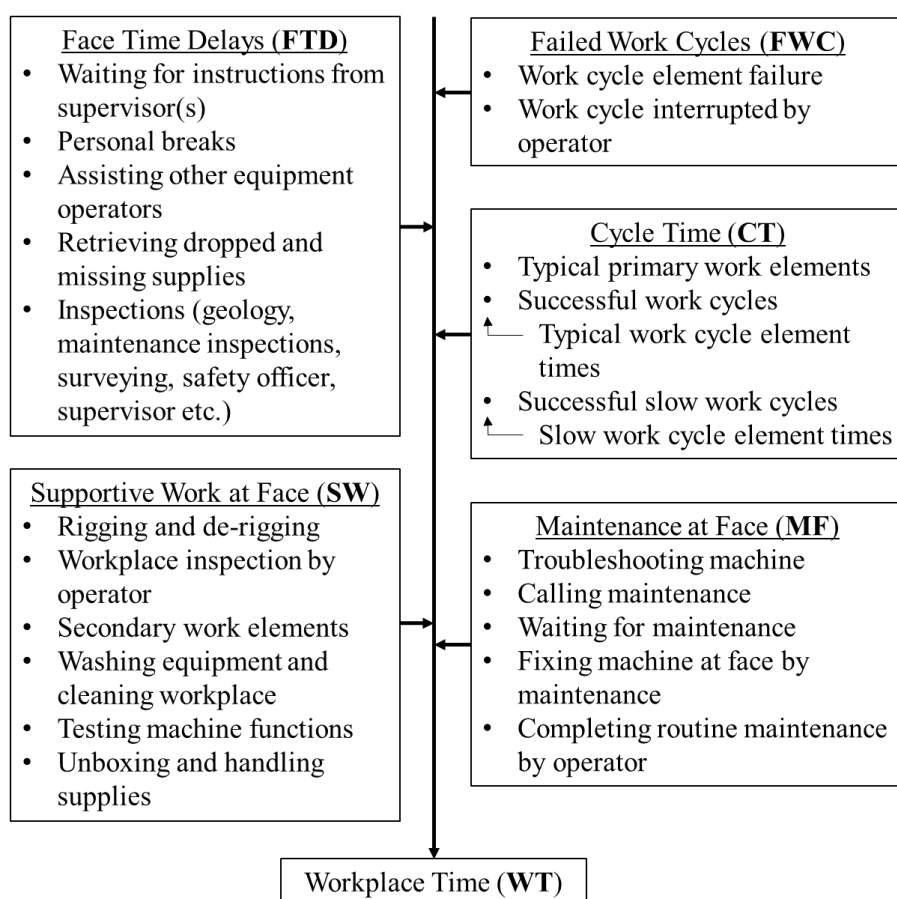 Face Time Delays (FTD)
• Waiting for instructions from
supervisor(s)
• Personal breaks
• Assisting other equipment
operators
• Retrieving dropped and
missing supplies
• Inspections (geology,
maintenance inspections,
surveying, safety officer,
supervisor etc.)
Failed Work Cycles (FWC)
• Work cycle element failure
• Work cycle interrupted by
operator
Cycle Time (CT)
• Typical primary work elements
• Successful work cycles
Typical work cycle element
times
• Successful slow work cycles
Slow work cycle element times
Supportive Work at Face (SW)
• Rigging and de-rigging
• Workplace inspection by
operator
• Secondary work elements
• Washing equipment and
cleaning workplace
• Testing machine functions
• Unboxing and handling
supplies
Maintenance at Face (MF)
• Troubleshooting machine
• Calling maintenance
• Waiting for maintenance
• Fixing machine at face by
maintenance
• Completing routine maintenance
by operator
Workplace Time (WT)